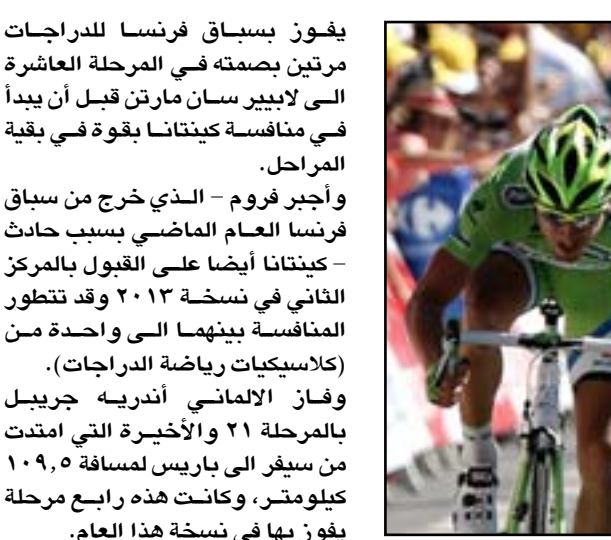 يفوز بسباق فرنسا للدراجات
مرتين بصمته في المرحلة العاشرة
الى لابيير سان مارتن قبل أن يبدأ
في منافسة كينتانا بقوة في بقية
المراحل.
وأجبر فروم – الذي خرج من سباق
فرنسا العام الماضي بسبب حادث
– كينتانا أيضا على القبول بالمركز
الثاني في نسخة ٢٠١٣ وقد تتطور
المنافسة بينهما الى واحدة من
(كلاسيكيات رياضة الدراجات).
وفاز الالماني أندريه جريبل
بالمرحلة ٢١ والأخيرة التي امتدت
من سيفر الى باريس لمسافة ١٠٩,٥
كيلومتر، وكانت هذه رابع مرحلة
يفوز بها في نسخة هذا العام.